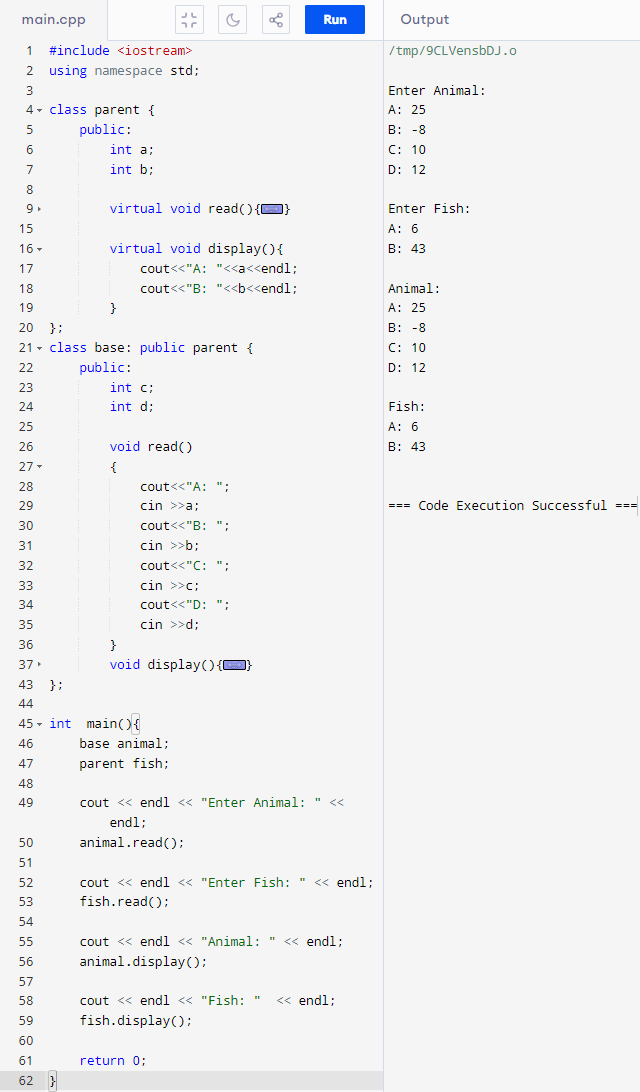 main.cpp
Run
Output
1 #include <iostream>
2 using namespace std;
3
4 class parent {
5     public:
6         int a;
7         int b;
8
9         virtual void read(){}
15
16         virtual void display(){
17             cout<<"A: "<<a<<endl;
18             cout<<"B: "<<b<<endl;
19         }
20 };
21 class base: public parent {
22     public:
23         int c;
24         int d;
25
26         void read()
27         {
28             cout<<"A: ";
29             cin >>a;
30             cout<<"B: ";
31             cin >>b;
32             cout<<"C: ";
33             cin >>c;
34             cout<<"D: ";
35             cin >>d;
36         }
37         void display(){}
43 };
44
45 int  main(){
46     base animal;
47     parent fish;
48
49     cout << endl << "Enter Animal: " <<
endl;
50     animal.read();
51
52     cout << endl << "Enter Fish: " << endl;
53     fish.read();
54
55     cout << endl << "Animal: " << endl;
56     animal.display();
57
58     cout << endl << "Fish: "  << endl;
59     fish.display();
60
61     return 0;
62 }
/tmp/9CLVensbDJ.o
Enter Animal:
A: 25
B: -8
C: 10
D: 12
Enter Fish:
A: 6
B: 43
Animal:
A: 25
B: -8
C: 10
D: 12
Fish:
A: 6
B: 43
=== Code Execution Successful ===